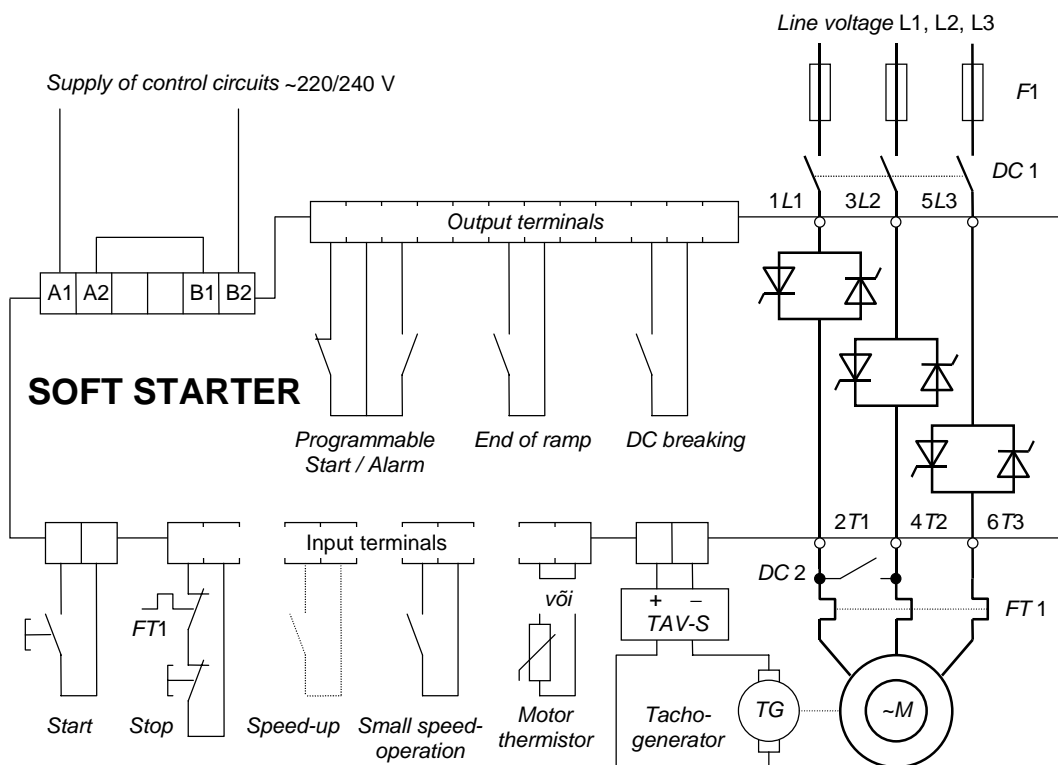 Line voltage L1, L2, L3
Supply of control circuits ~220/240 V
F1
DC 1
1L1 3L2 5L3
Output terminals
A1 A2 B1 B2
SOFT STARTER
Programmable
Start / Alarm
End of ramp
DC breaking
2T1 4T2 6T3
Input terminals
DC 2
või
+ –
TAV-S
FT 1
FT1
TG
~M
Start
Stop
Speed-up
Small speed-
operation
Motor
thermistor
Tacho-
generator